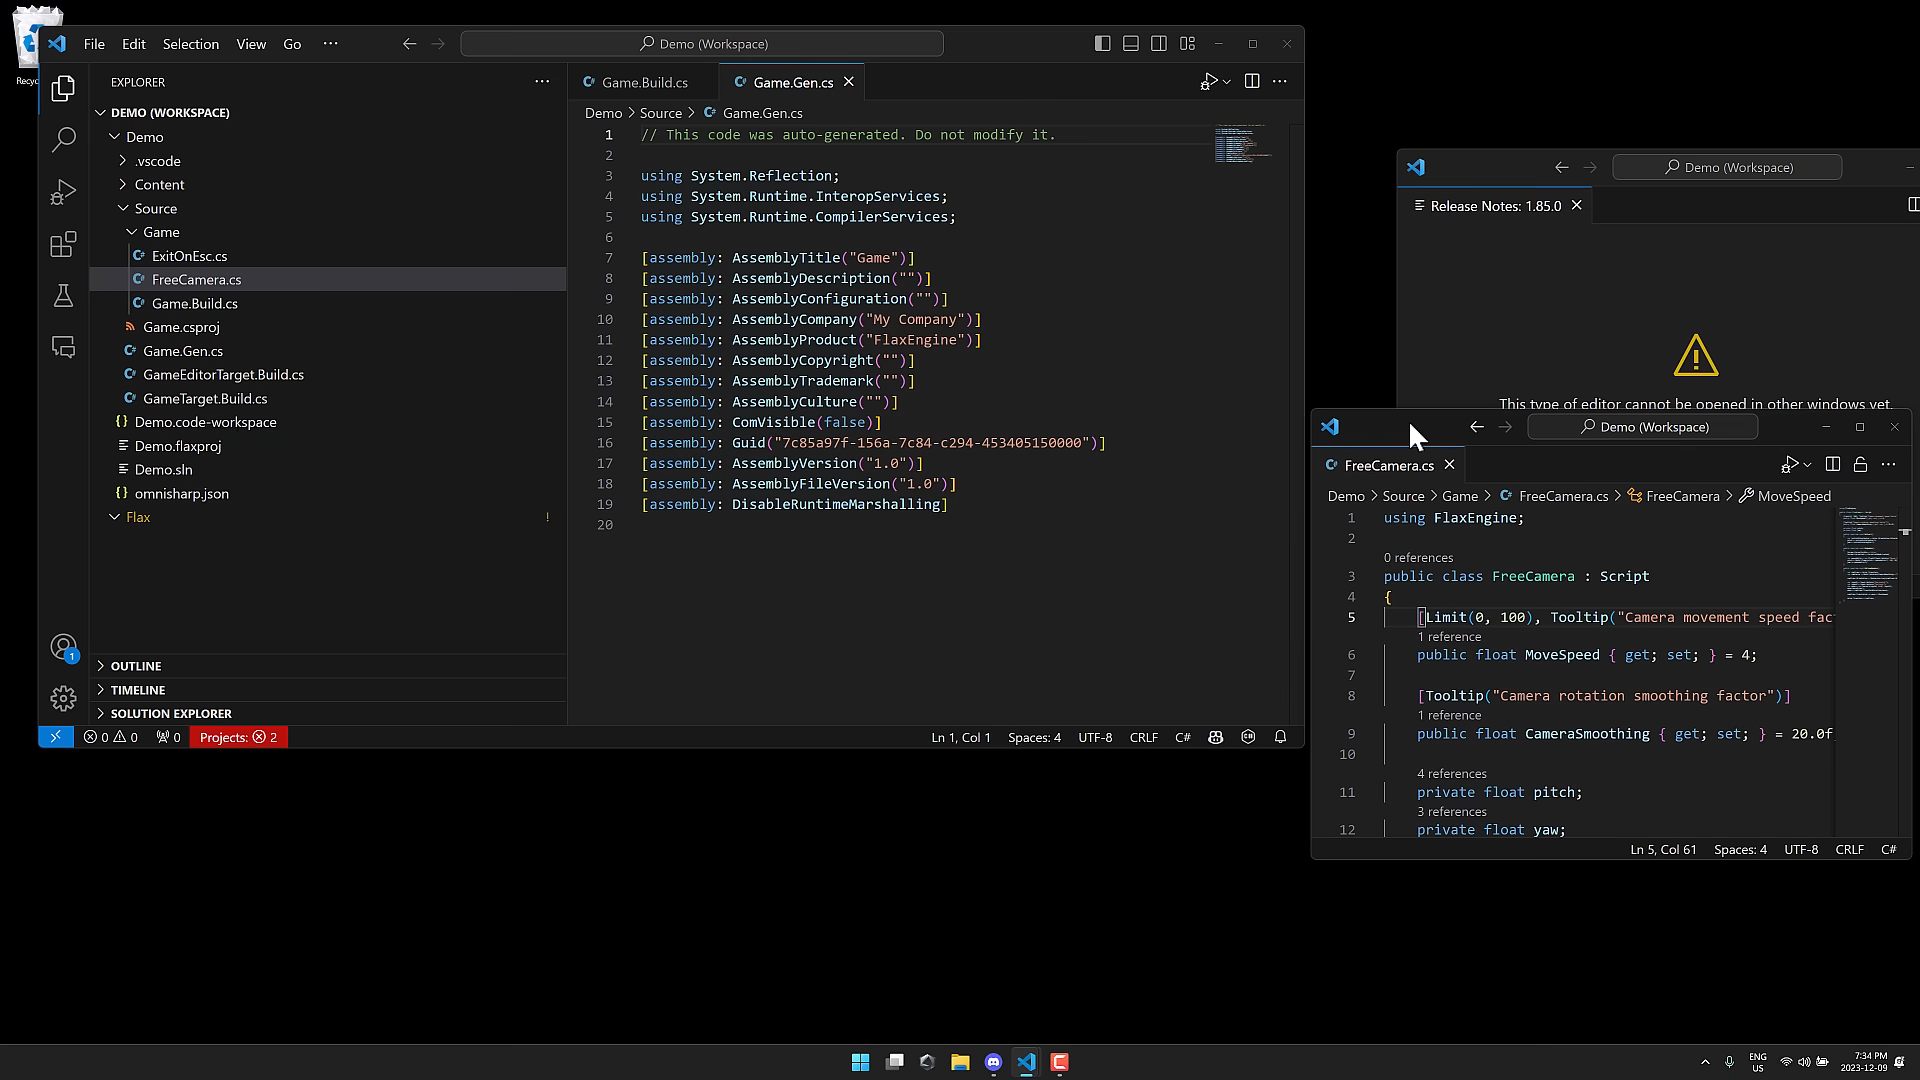 Recyc
File Edit Selection View Go ···
Demo (Workspace)
EXPLORER
DEMO (WORKSPACE)
Demo
.vscode
Content
Source
Game
ExitOnEsc.cs
FreeCamera.cs
Game.Build.cs
Game.csproj
Game.Gen.cs
GameEditorTarget.Build.cs
GameTarget.Build.cs
Demo.code-workspace
Demo.flaxproj
Demo.sln
omnisharp.json
Flax !
OUTLINE
TIMELINE
SOLUTION EXPLORER
1
Game.Build.cs Game.Gen.cs
Demo > Source > Game.Gen.cs
1 // This code was auto-generated. Do not modify it.
2
3 using System.Reflection;
4 using System.Runtime.InteropServices;
5 using System.Runtime.CompilerServices;
6
7 [assembly: AssemblyTitle("Game")]
8 [assembly: AssemblyDescription("")]
9 [assembly: AssemblyConfiguration("")]
10 [assembly: AssemblyCompany("My Company")]
11 [assembly: AssemblyProduct("FlaxEngine")]
12 [assembly: AssemblyCopyright("")]
13 [assembly: AssemblyTrademark("")]
14 [assembly: AssemblyCulture("")]
15 [assembly: ComVisible(false)]
16 [assembly: Guid("7c85a97f-156a-7c84-c294-453405150000")]
17 [assembly: AssemblyVersion("1.0")]
18 [assembly: AssemblyFileVersion("1.0")]
19 [assembly: DisableRuntimeMarshalling]
20
0 0 0 Projects: 2
Ln 1, Col 1 Spaces: 4 UTF-8 CRLF C#
Demo (Workspace)
Release Notes: 1.85.0
This type of editor cannot be opened in other windows yet.
Demo (Workspace)
FreeCamera.cs
Demo > Source > Game > FreeCamera.cs > FreeCamera > MoveSpeed
1 using FlaxEngine;
2
0 references
3 public class FreeCamera : Script
4 {
5 [Limit(0, 100), Tooltip("Camera movement speed fac
1 reference
6 public float MoveSpeed { get; set; } = 4;
7
8 [Tooltip("Camera rotation smoothing factor")]
1 reference
9 public float CameraSmoothing { get; set; } = 20.0f
10
4 references
11 private float pitch;
3 references
12 private float yaw;
Ln 5, Col 61 Spaces: 4 UTF-8 CRLF C#
ENG
US
7:34 PM
2023-12-09